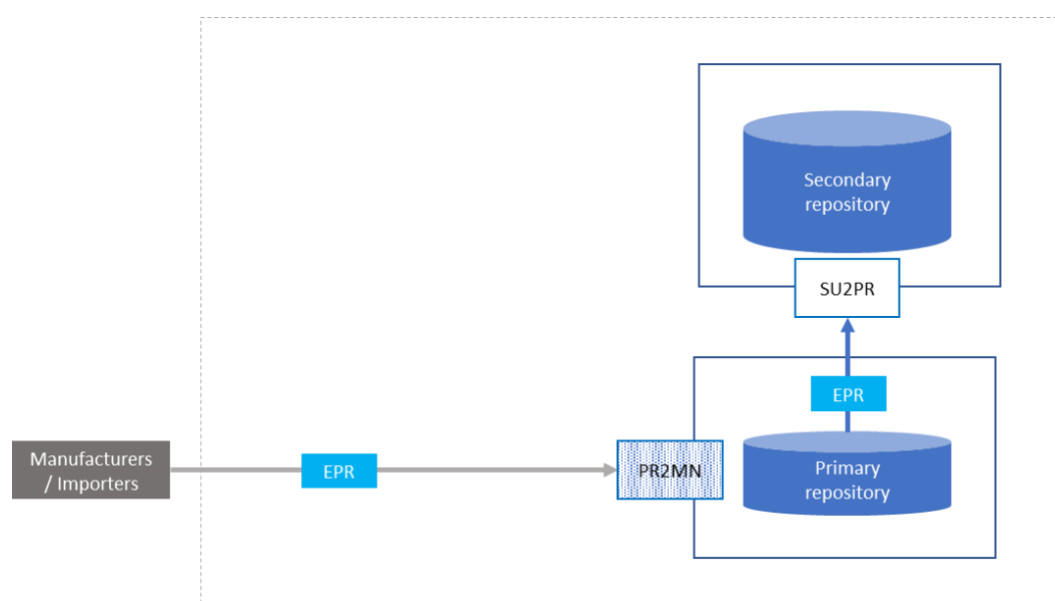 Secondary
repository
SU2PR
EPR
Manufacturers
/ Importers
EPR
PR2MN
Primary
repository